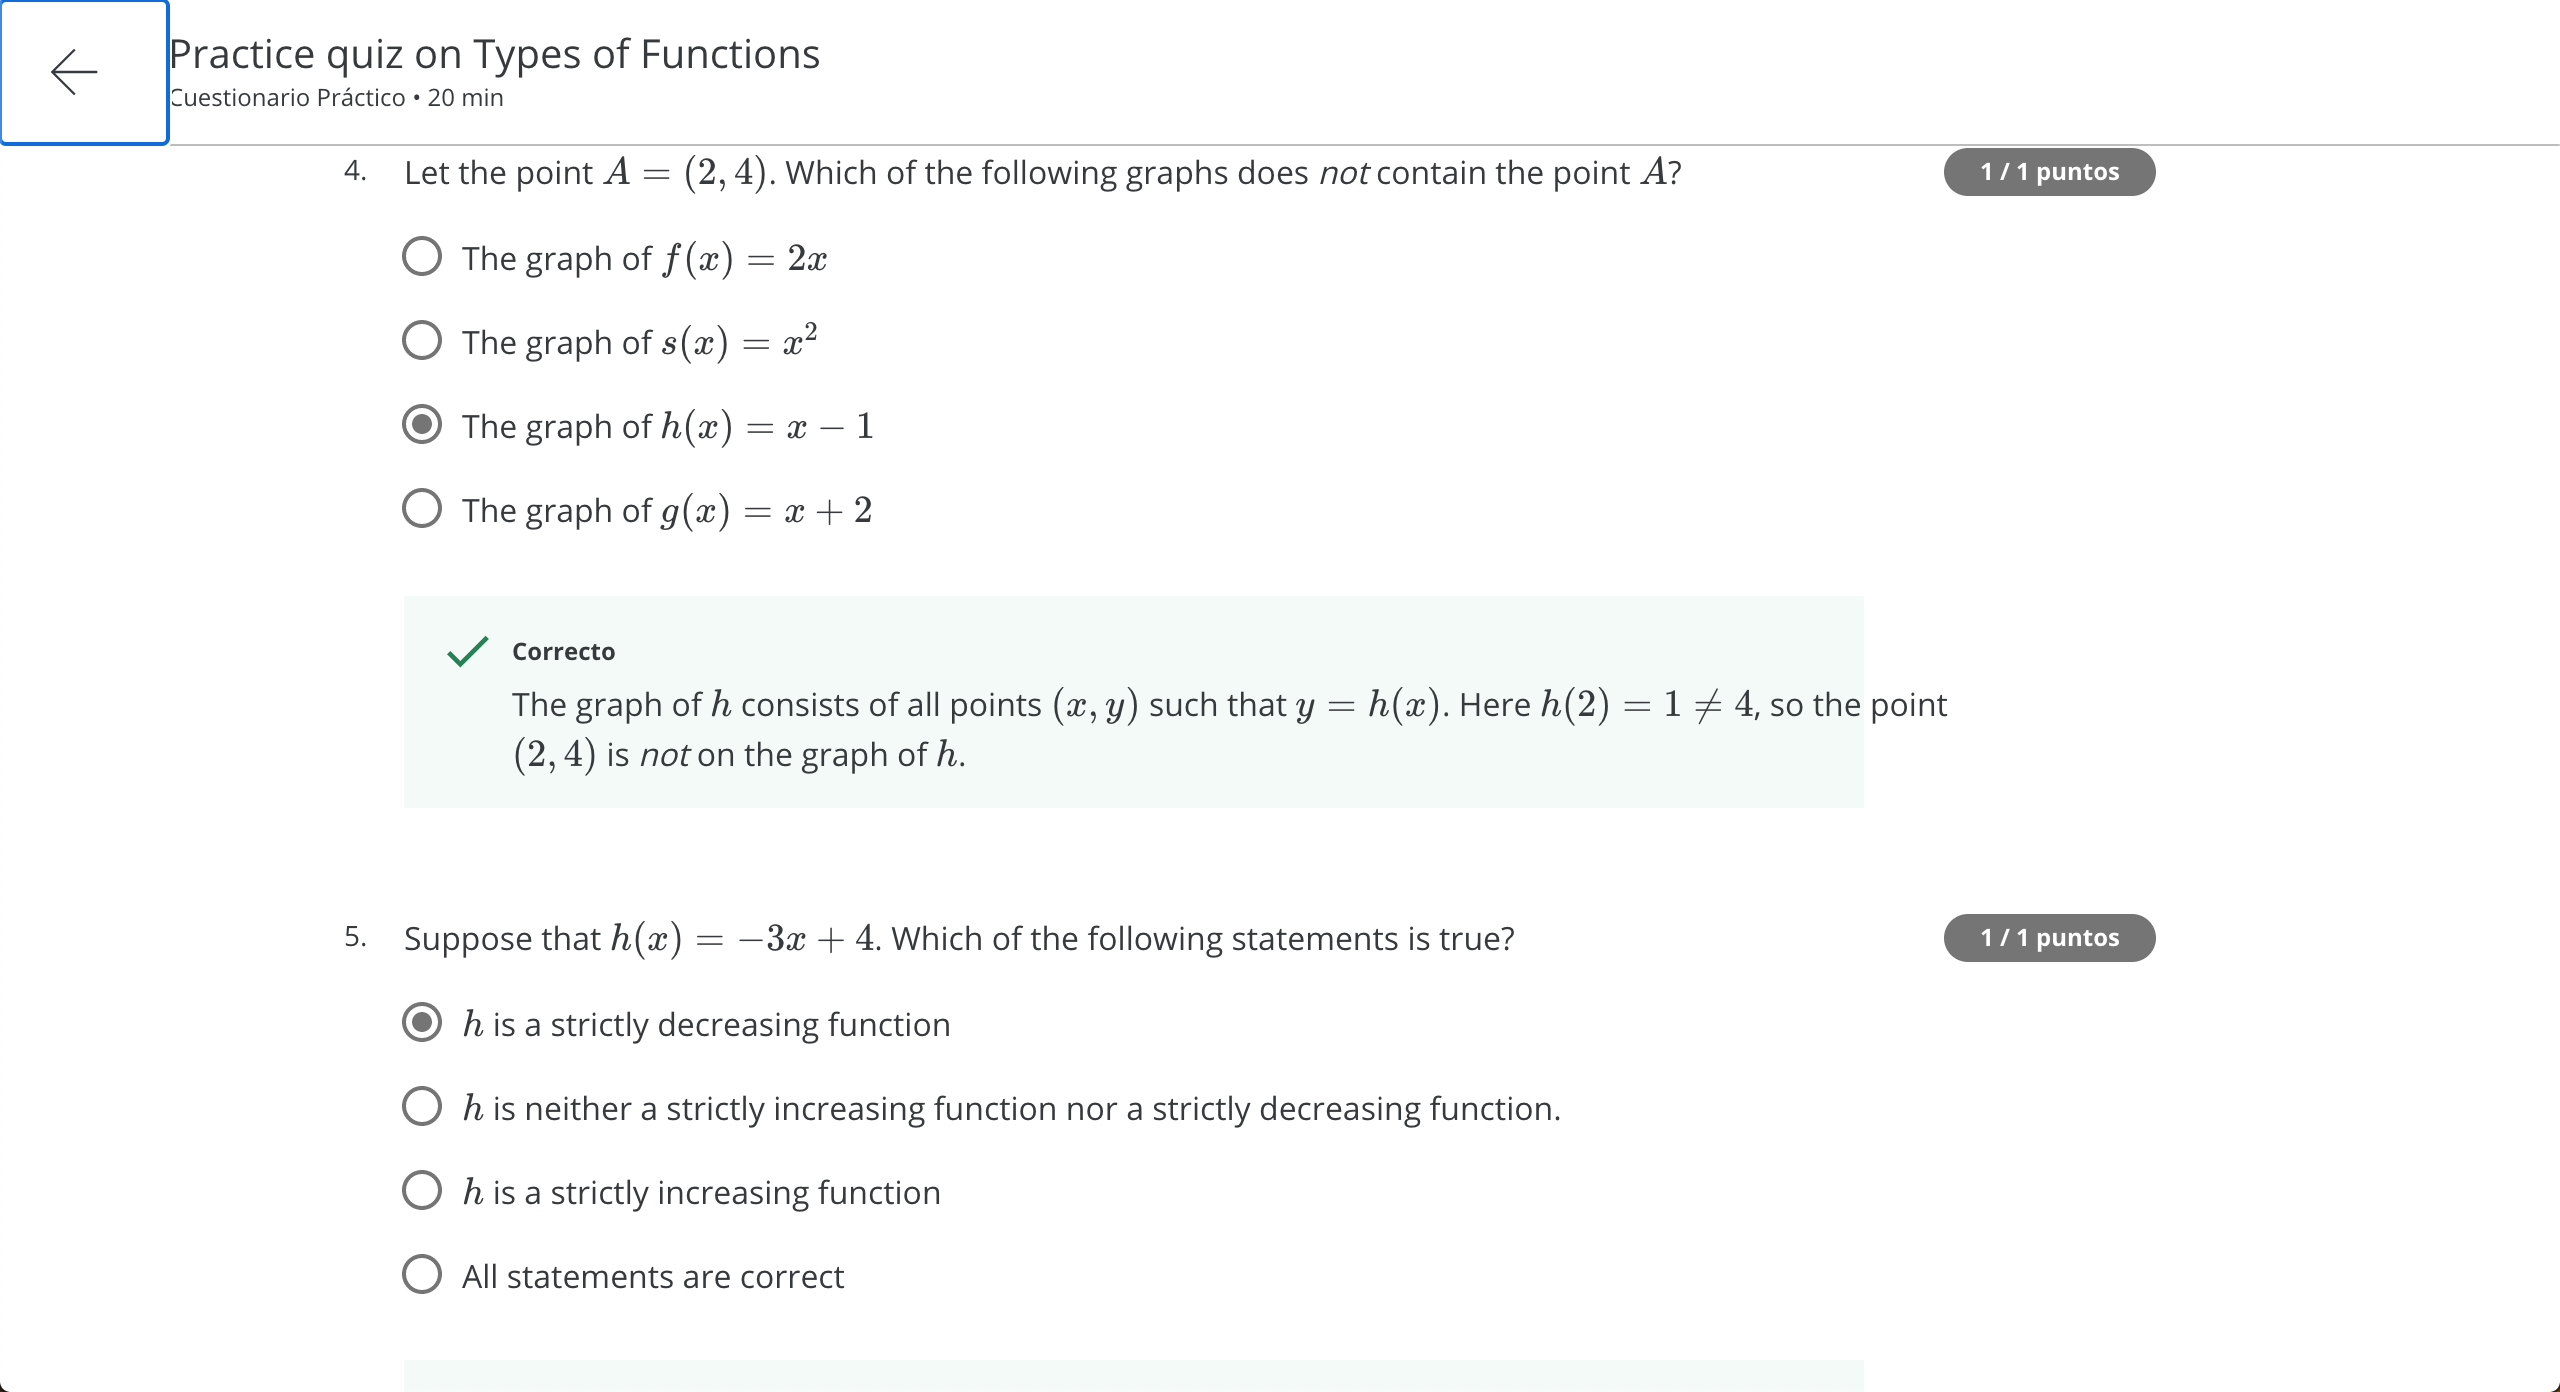 Practice quiz on Types of Functions
Cuestionario Práctico • 20 min
4. Let the point A = (2, 4). Which of the following graphs does not contain the point A?
1 / 1 puntos
The graph of f(x) = 2x
The graph of s(x) = x²
The graph of h(x) = x − 1
The graph of g(x) = x + 2
Correcto
The graph of h consists of all points (x, y) such that y = h(x). Here h(2) = 1 ≠ 4, so the point
(2, 4) is not on the graph of h.
5. Suppose that h(x) = −3x + 4. Which of the following statements is true?
1 / 1 puntos
h is a strictly decreasing function
h is neither a strictly increasing function nor a strictly decreasing function.
h is a strictly increasing function
All statements are correct